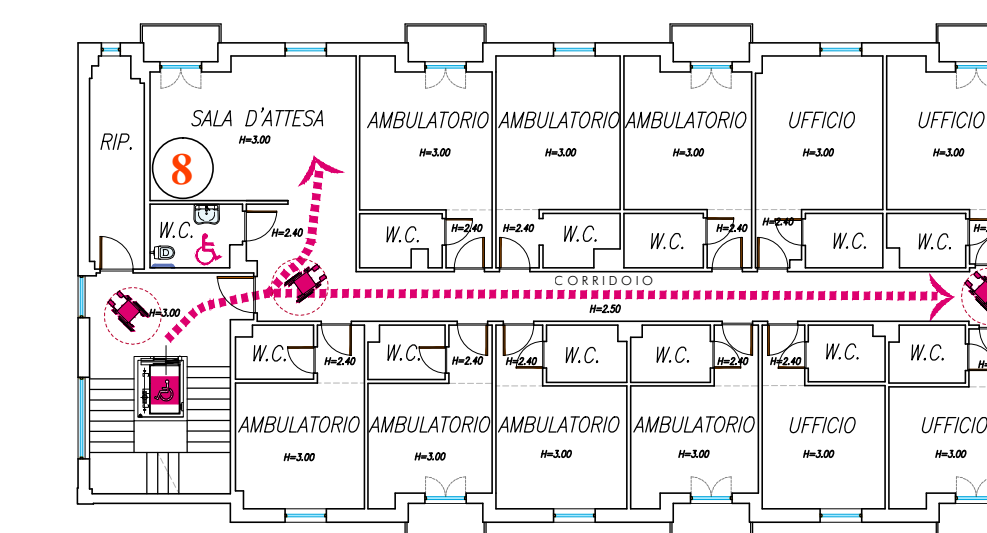 SALA D'ATTESA
H=3.00
AMBULATORIO
H=3.00
AMBULATORIO
H=3.00
AMBULATORIO
H=3.00
UFFICIO
H=3.00
UFFICIO
H=3.00
RIP.
8
W.C.
H=2.40
W.C.
H=2.40
H=2.40
W.C.
W.C.
H=2.40
H=2.40
W.C.
W.C.
CORRIDOIO
H=2.50
H=3.00
W.C.
H=2.40
W.C.
H=2.40
H=2.40
W.C.
W.C.
H=2.40
H=2.40
W.C.
W.C.
AMBULATORIO
H=3.00
AMBULATORIO
H=3.00
AMBULATORIO
H=3.00
AMBULATORIO
H=3.00
UFFICIO
H=3.00
UFFICIO
H=3.00